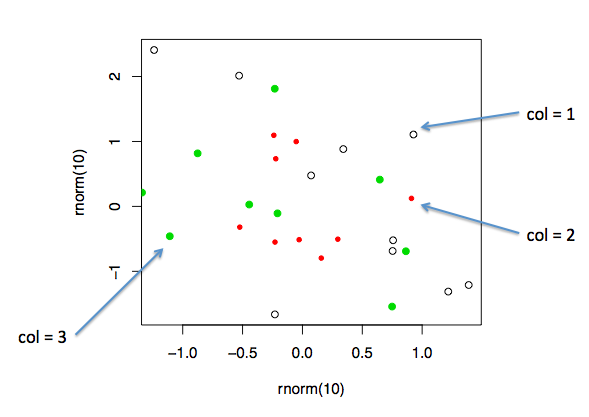 2
1
0
−1
rnorm(10)
−1.0 −0.5 0.0 0.5 1.0
rnorm(10)
col = 1
col = 2
col = 3